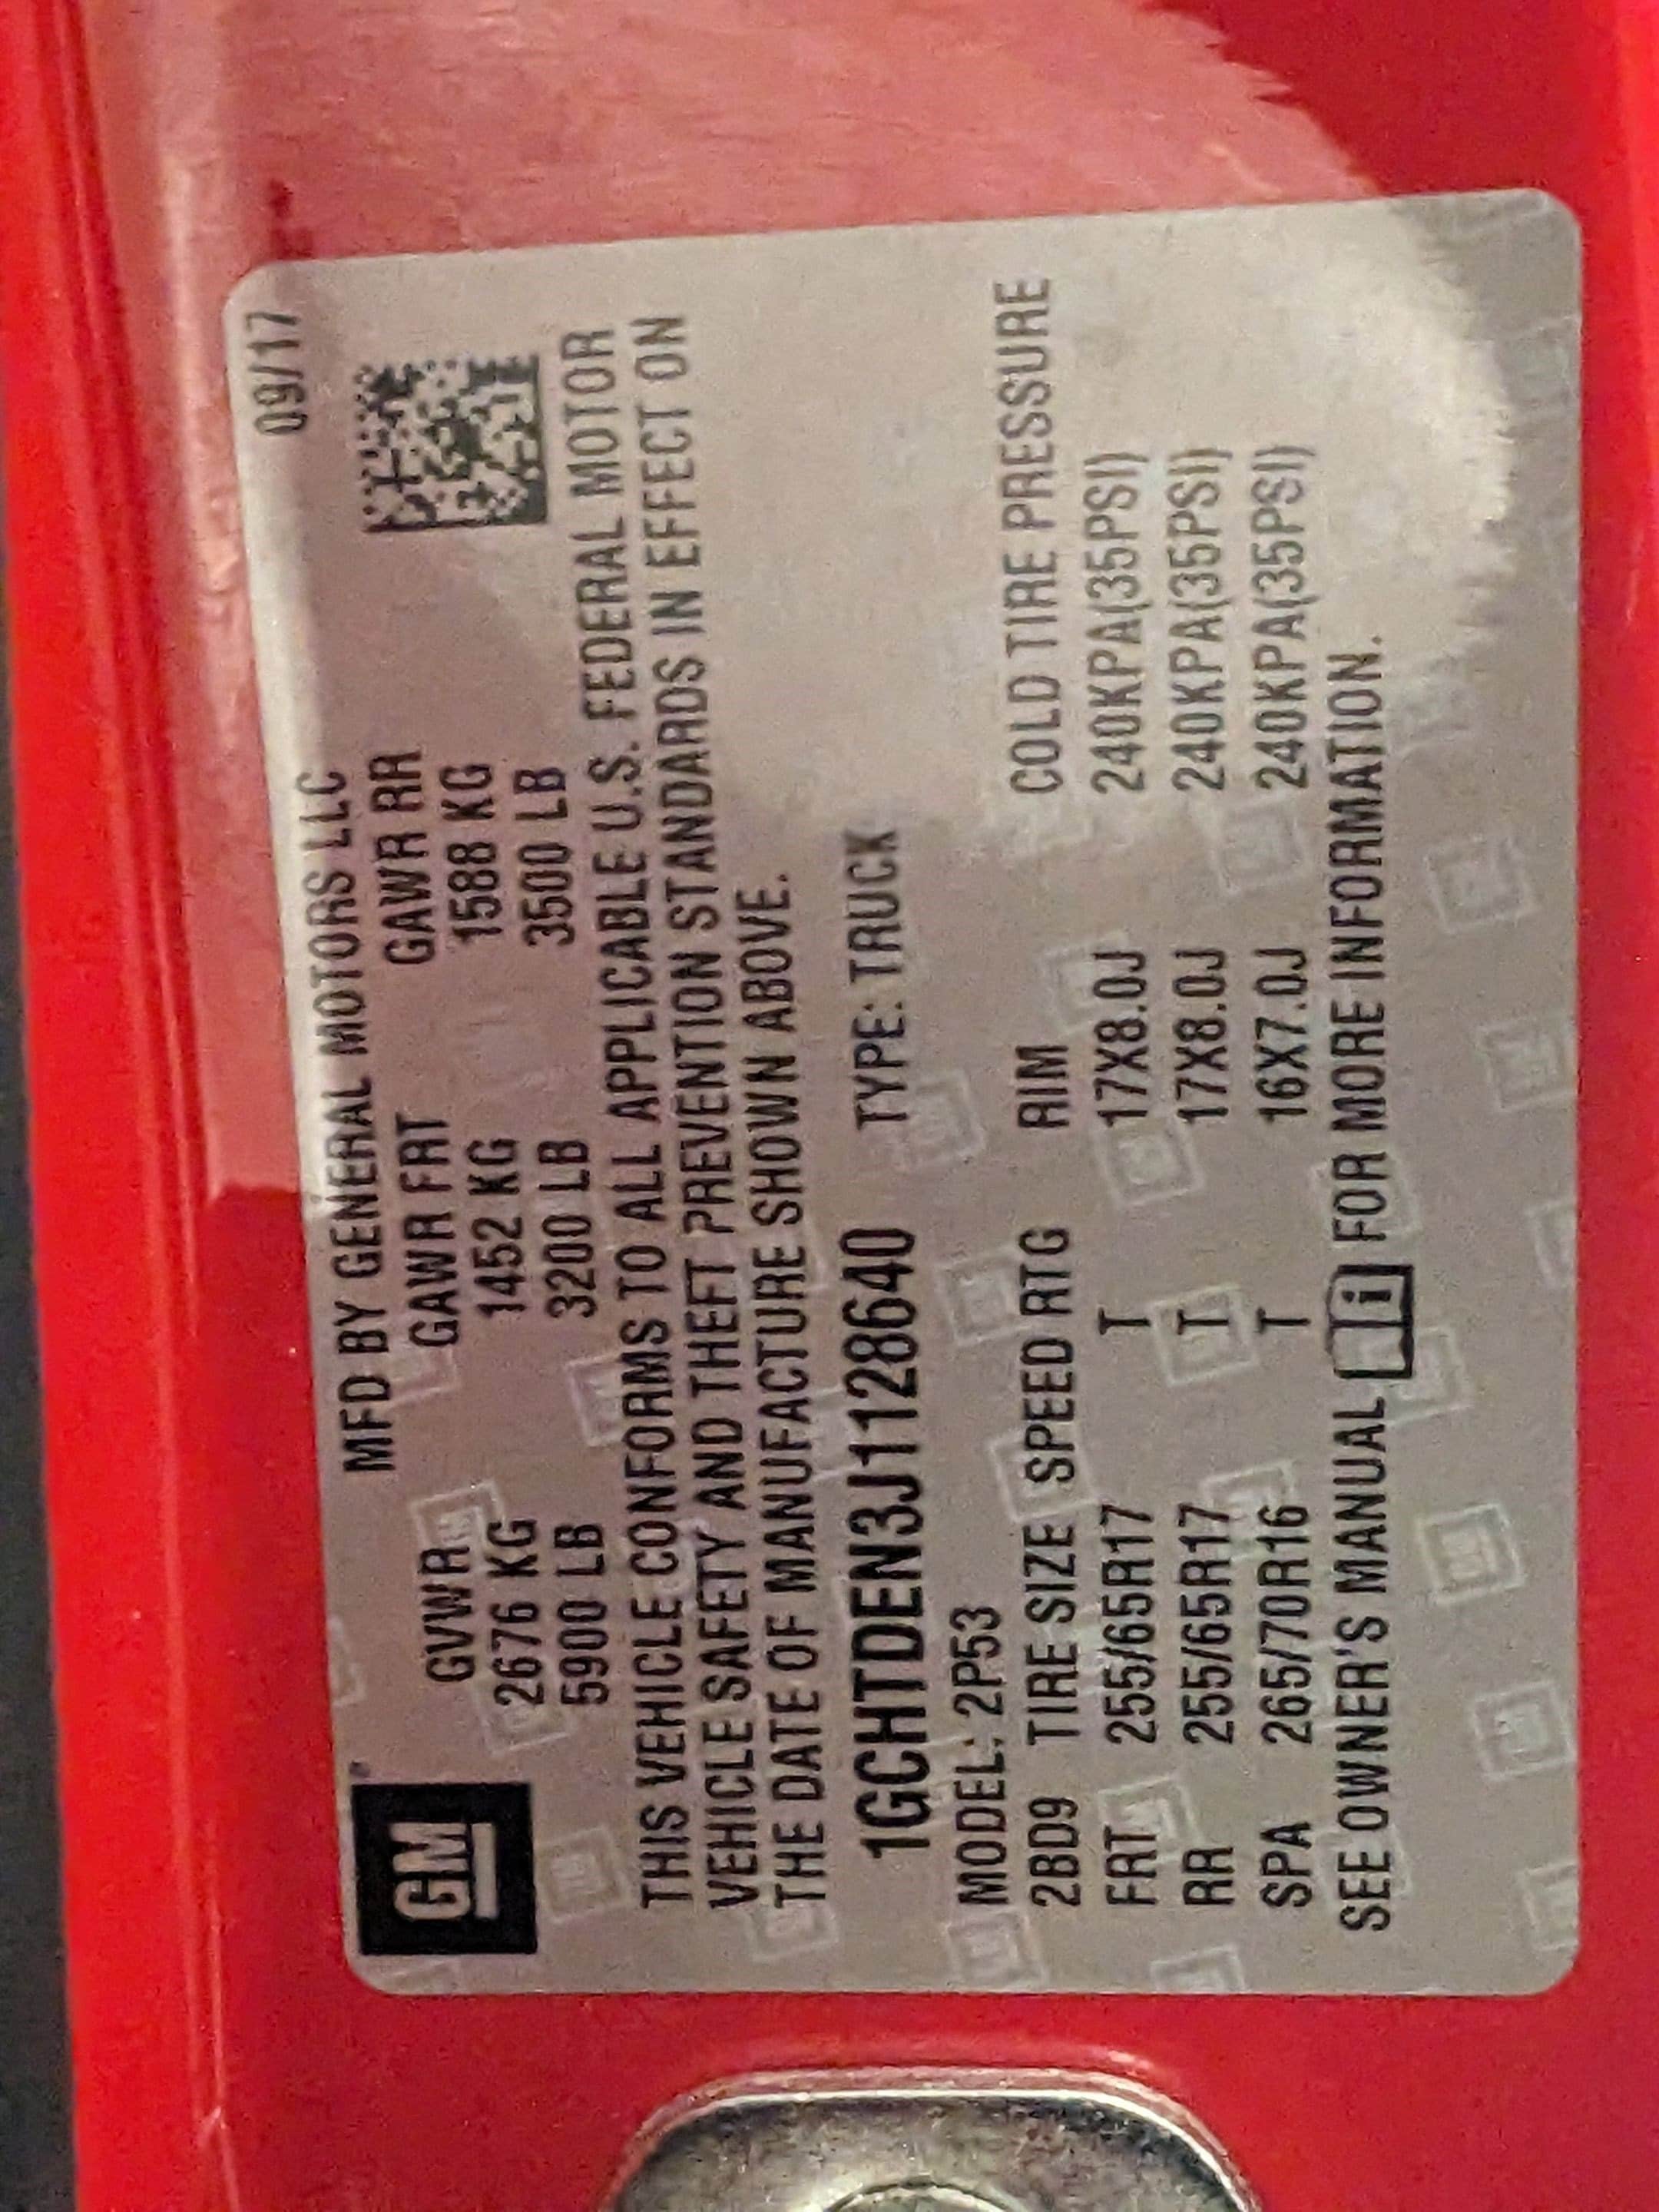 09/17
GM
MFD BY GENERAL MOTORS LLC
GVWR GAWR FRT GAWR RR
2676 KG 1452 KG 1588 KG
5900 LB 3200 LB 3500 LB
THIS VEHICLE CONFORMS TO ALL APPLICABLE U.S. FEDERAL MOTOR
VEHICLE SAFETY AND THEFT PREVENTION STANDARDS IN EFFECT ON
THE DATE OF MANUFACTURE SHOWN ABOVE.
1GCHTDEN3J1128640 TYPE: TRUCK
MODEL: 2P53
2BD9 TIRE SIZE SPEED RTG RIM COLD TIRE PRESSURE
FRT 255/65R17 T 17X8.0J 240KPA(35PSI)
RR 255/65R17 T 17X8.0J 240KPA(35PSI)
SPA 265/70R16 T 16X7.0J 240KPA(35PSI)
SEE OWNER'S MANUAL i FOR MORE INFORMATION.